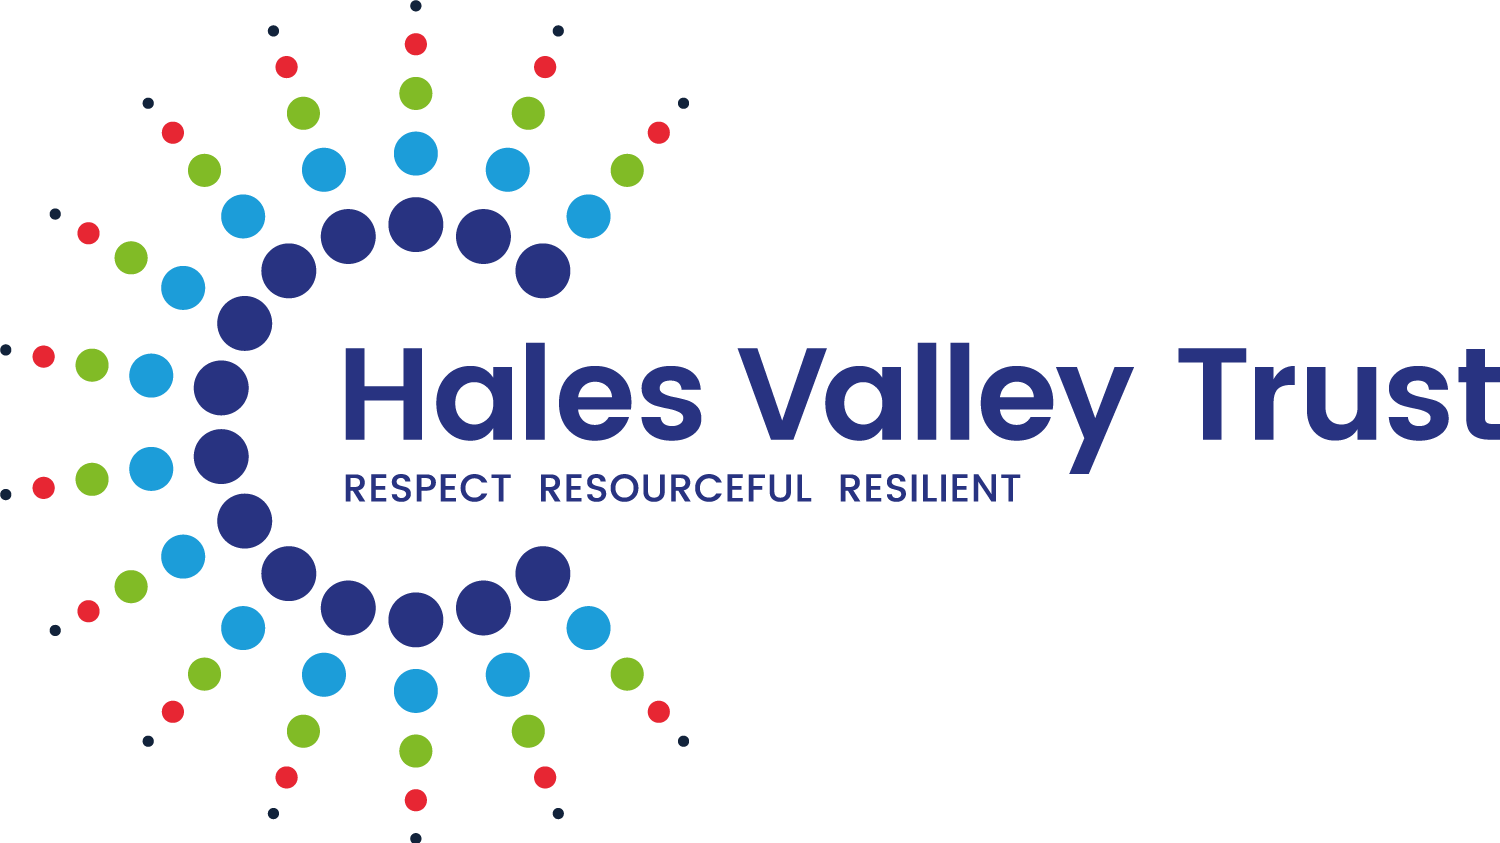 Hales Valley Trust
RESPECT RESOURCEFUL RESILIENT